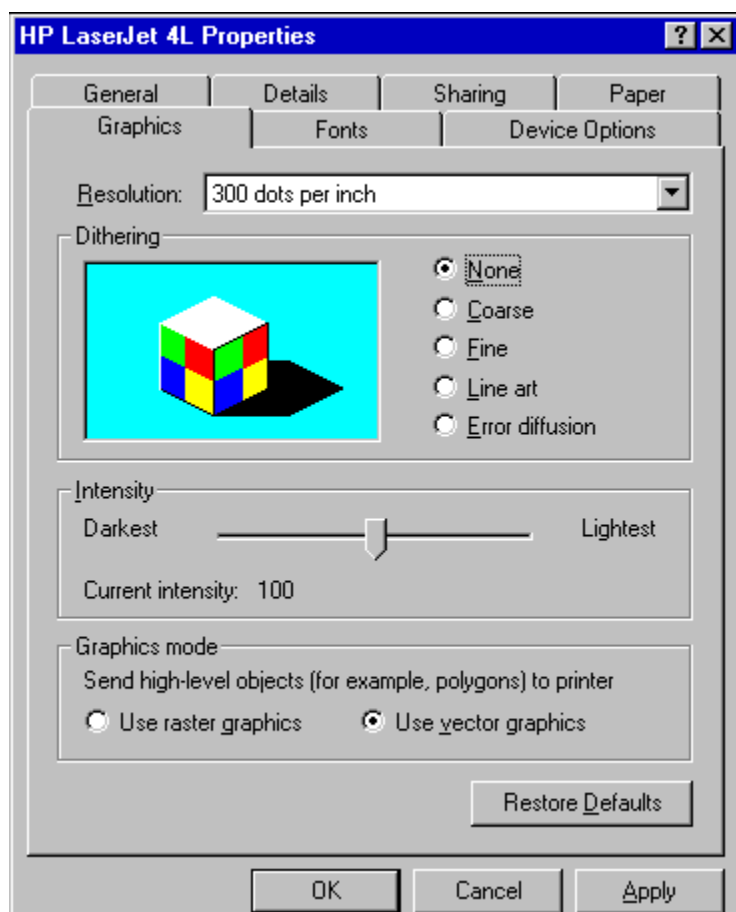 HP LaserJet 4L Properties
General Details Sharing Paper
Graphics Fonts Device Options
Resolution: 300 dots per inch
Dithering
None
Coarse
Fine
Line art
Error diffusion
Intensity
Darkest Lightest
Current intensity: 100
Graphics mode
Send high-level objects (for example, polygons) to printer
Use raster graphics Use vector graphics
Restore Defaults
OK Cancel Apply